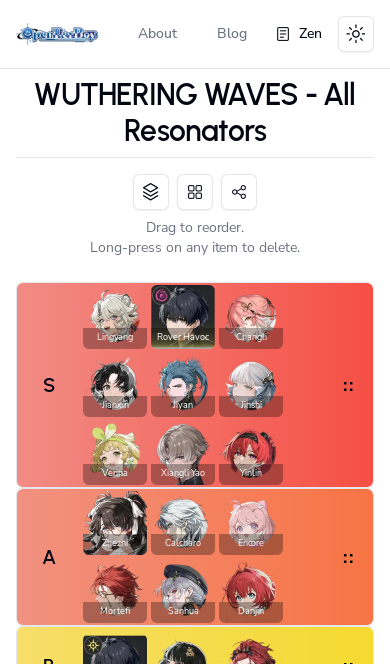 OpenTierBoy
About
Blog
Zen
WUTHERING WAVES - All
Resonators
Drag to reorder.
Long-press on any item to delete.
S
Lingyang
Rover Havoc
Changli
Jianxin
Jiyan
Jinshi
Verina
Xiangli Yao
Yinlin
A
Zhezhi
Calcharo
Encore
Mortefi
Sanhua
Danjin
B